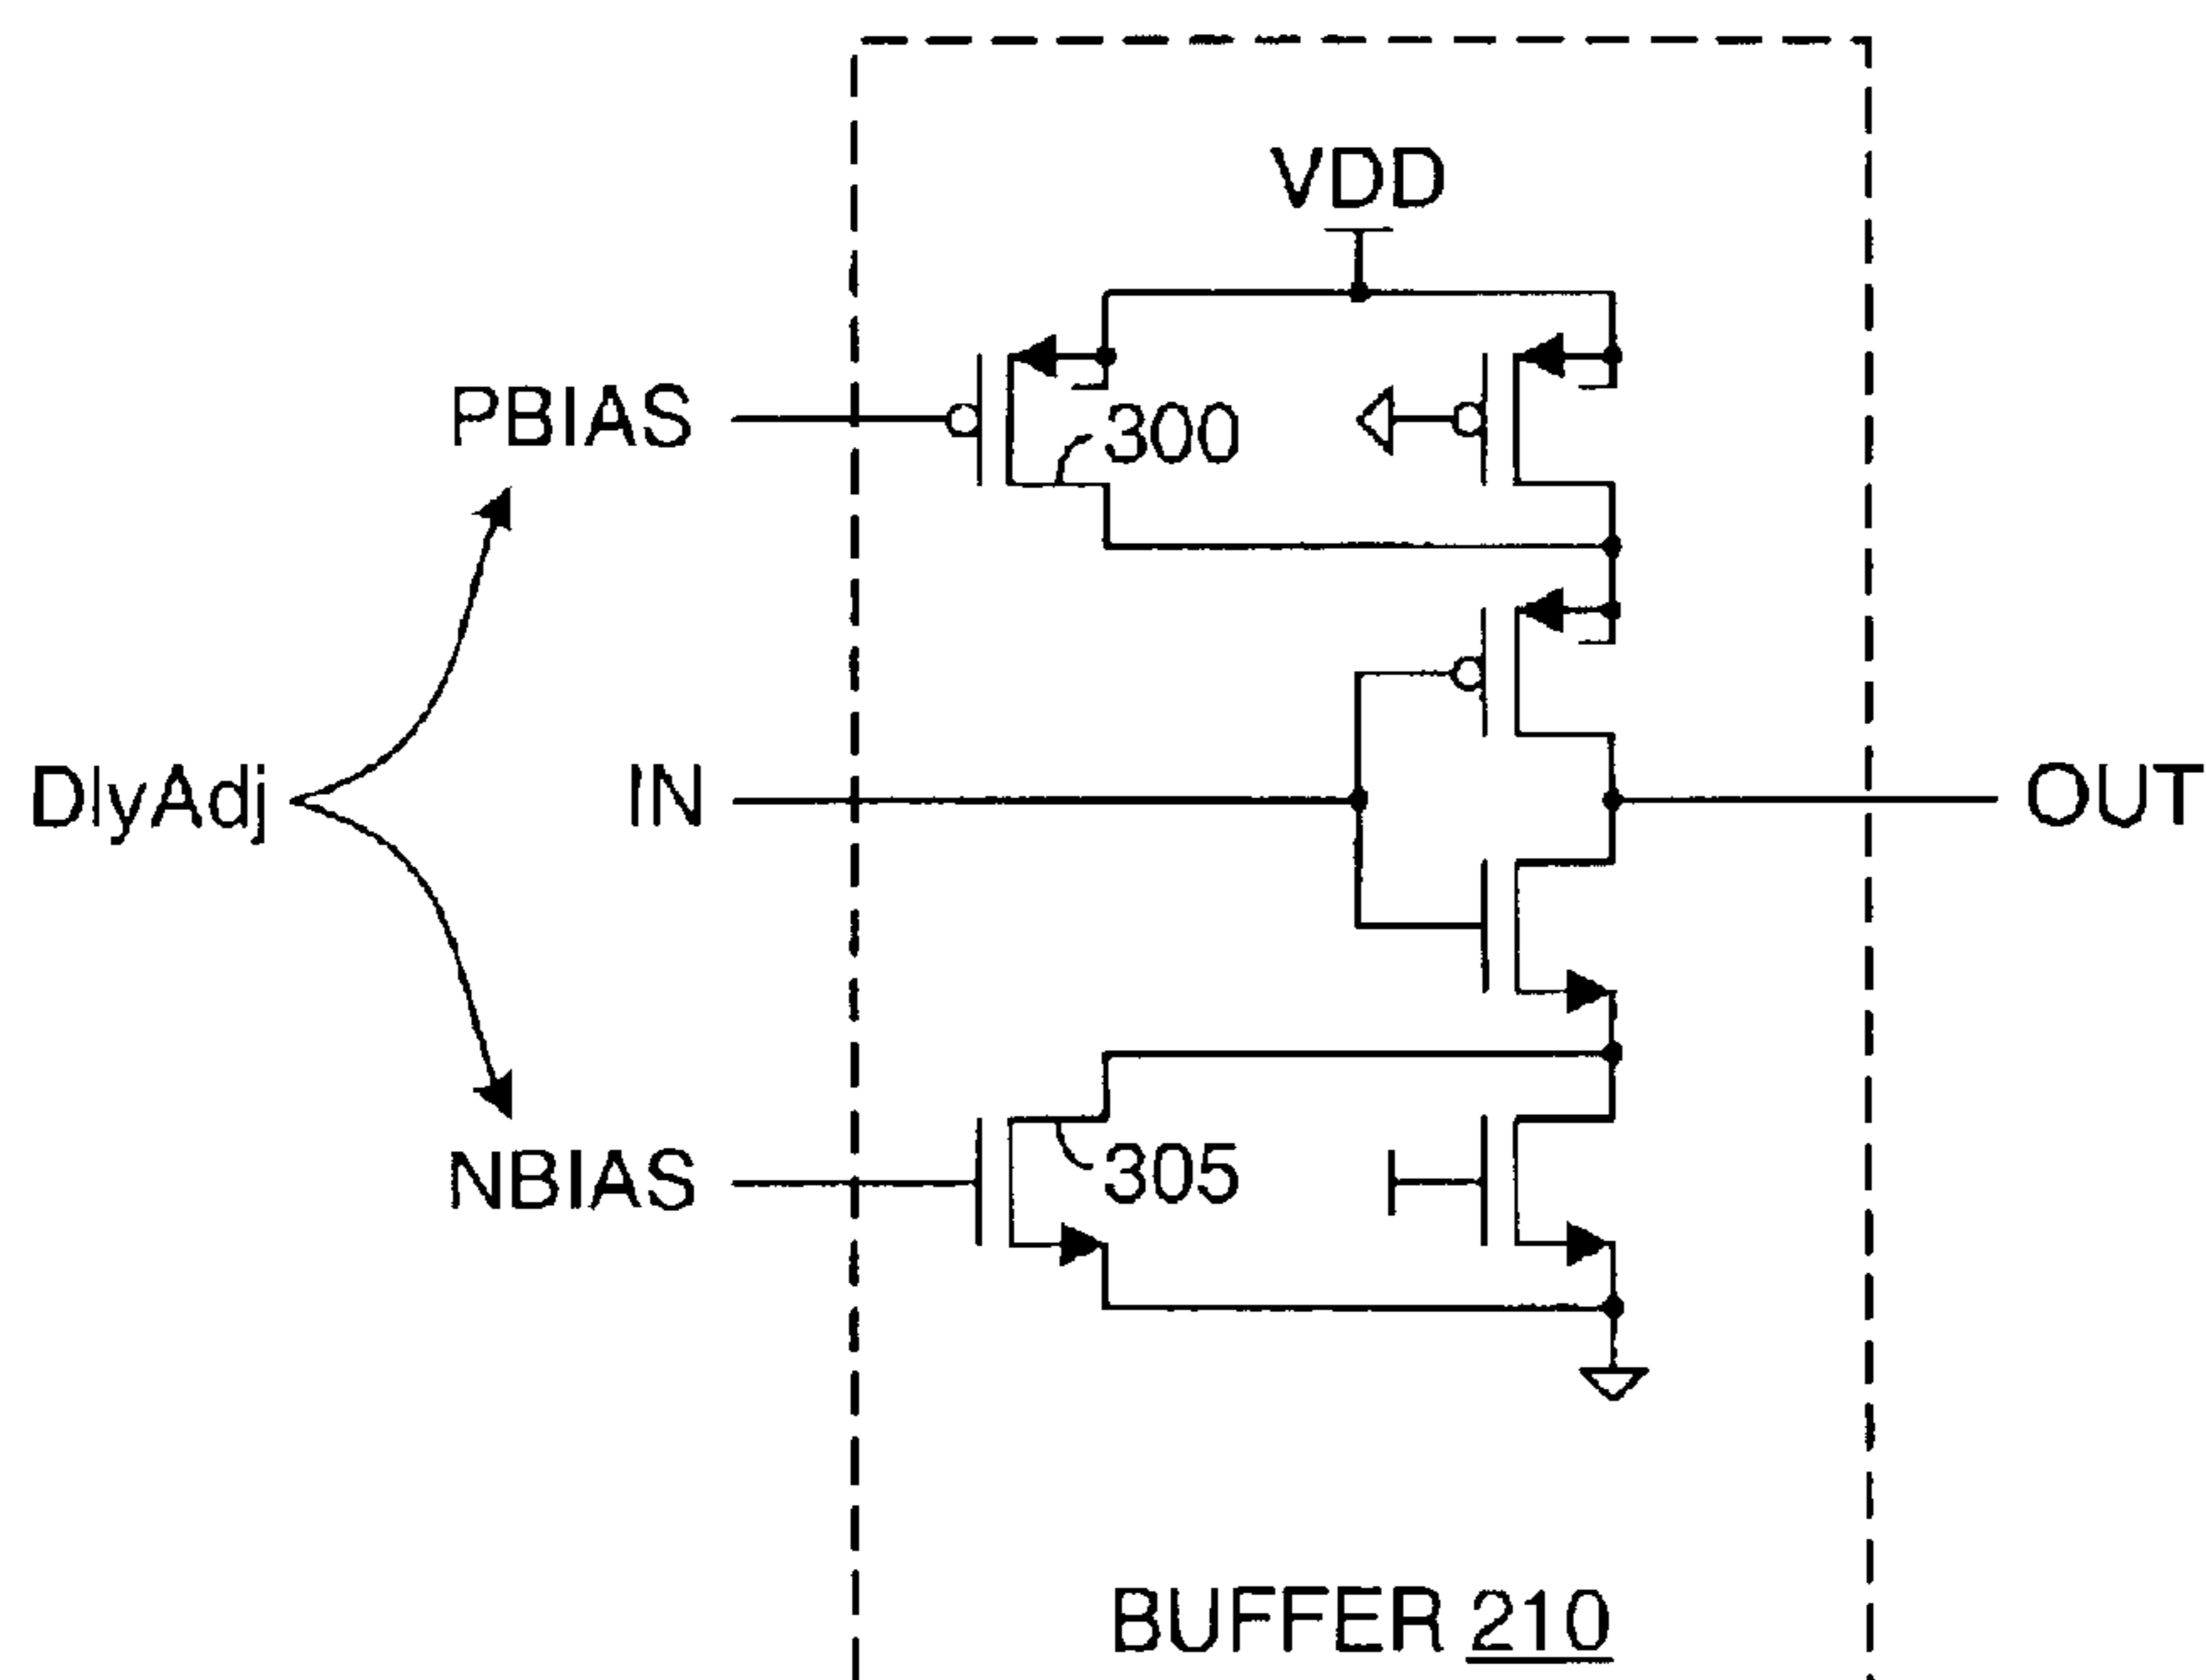 VDD
PBIAS
300
DlyAdj
IN
OUT
NBIAS
305
BUFFER 210